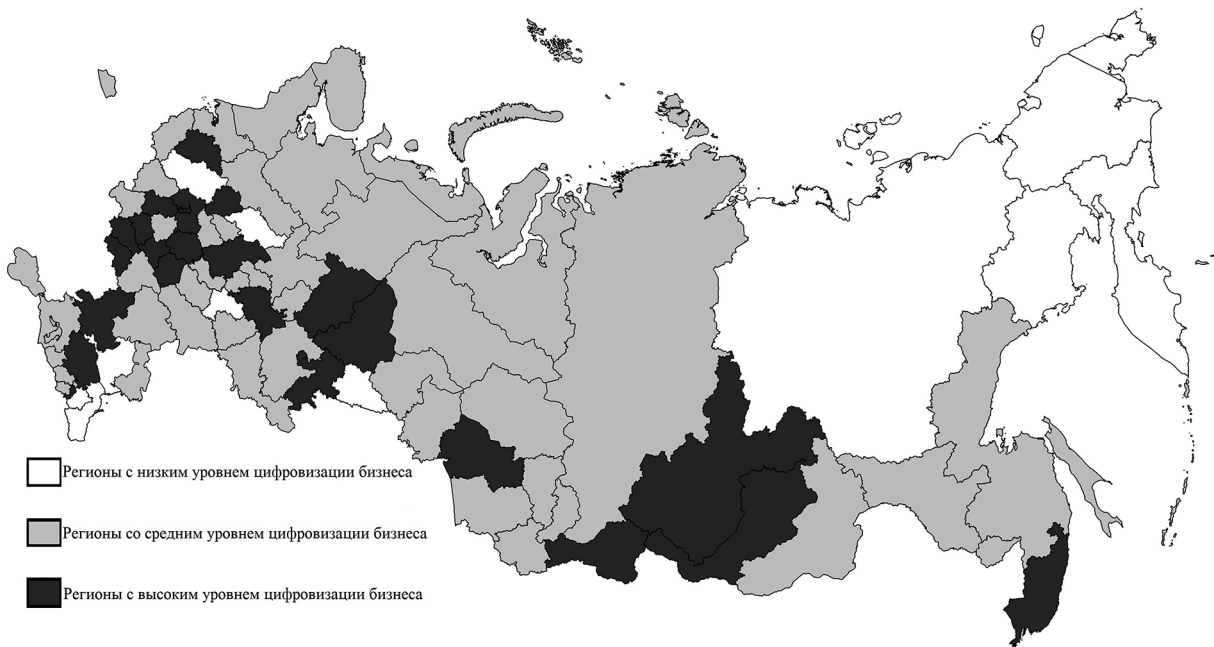 Регионы с низким уровнем цифровизации бизнеса
Регионы со средним уровнем цифровизации бизнеса
Регионы с высоким уровнем цифровизации бизнеса